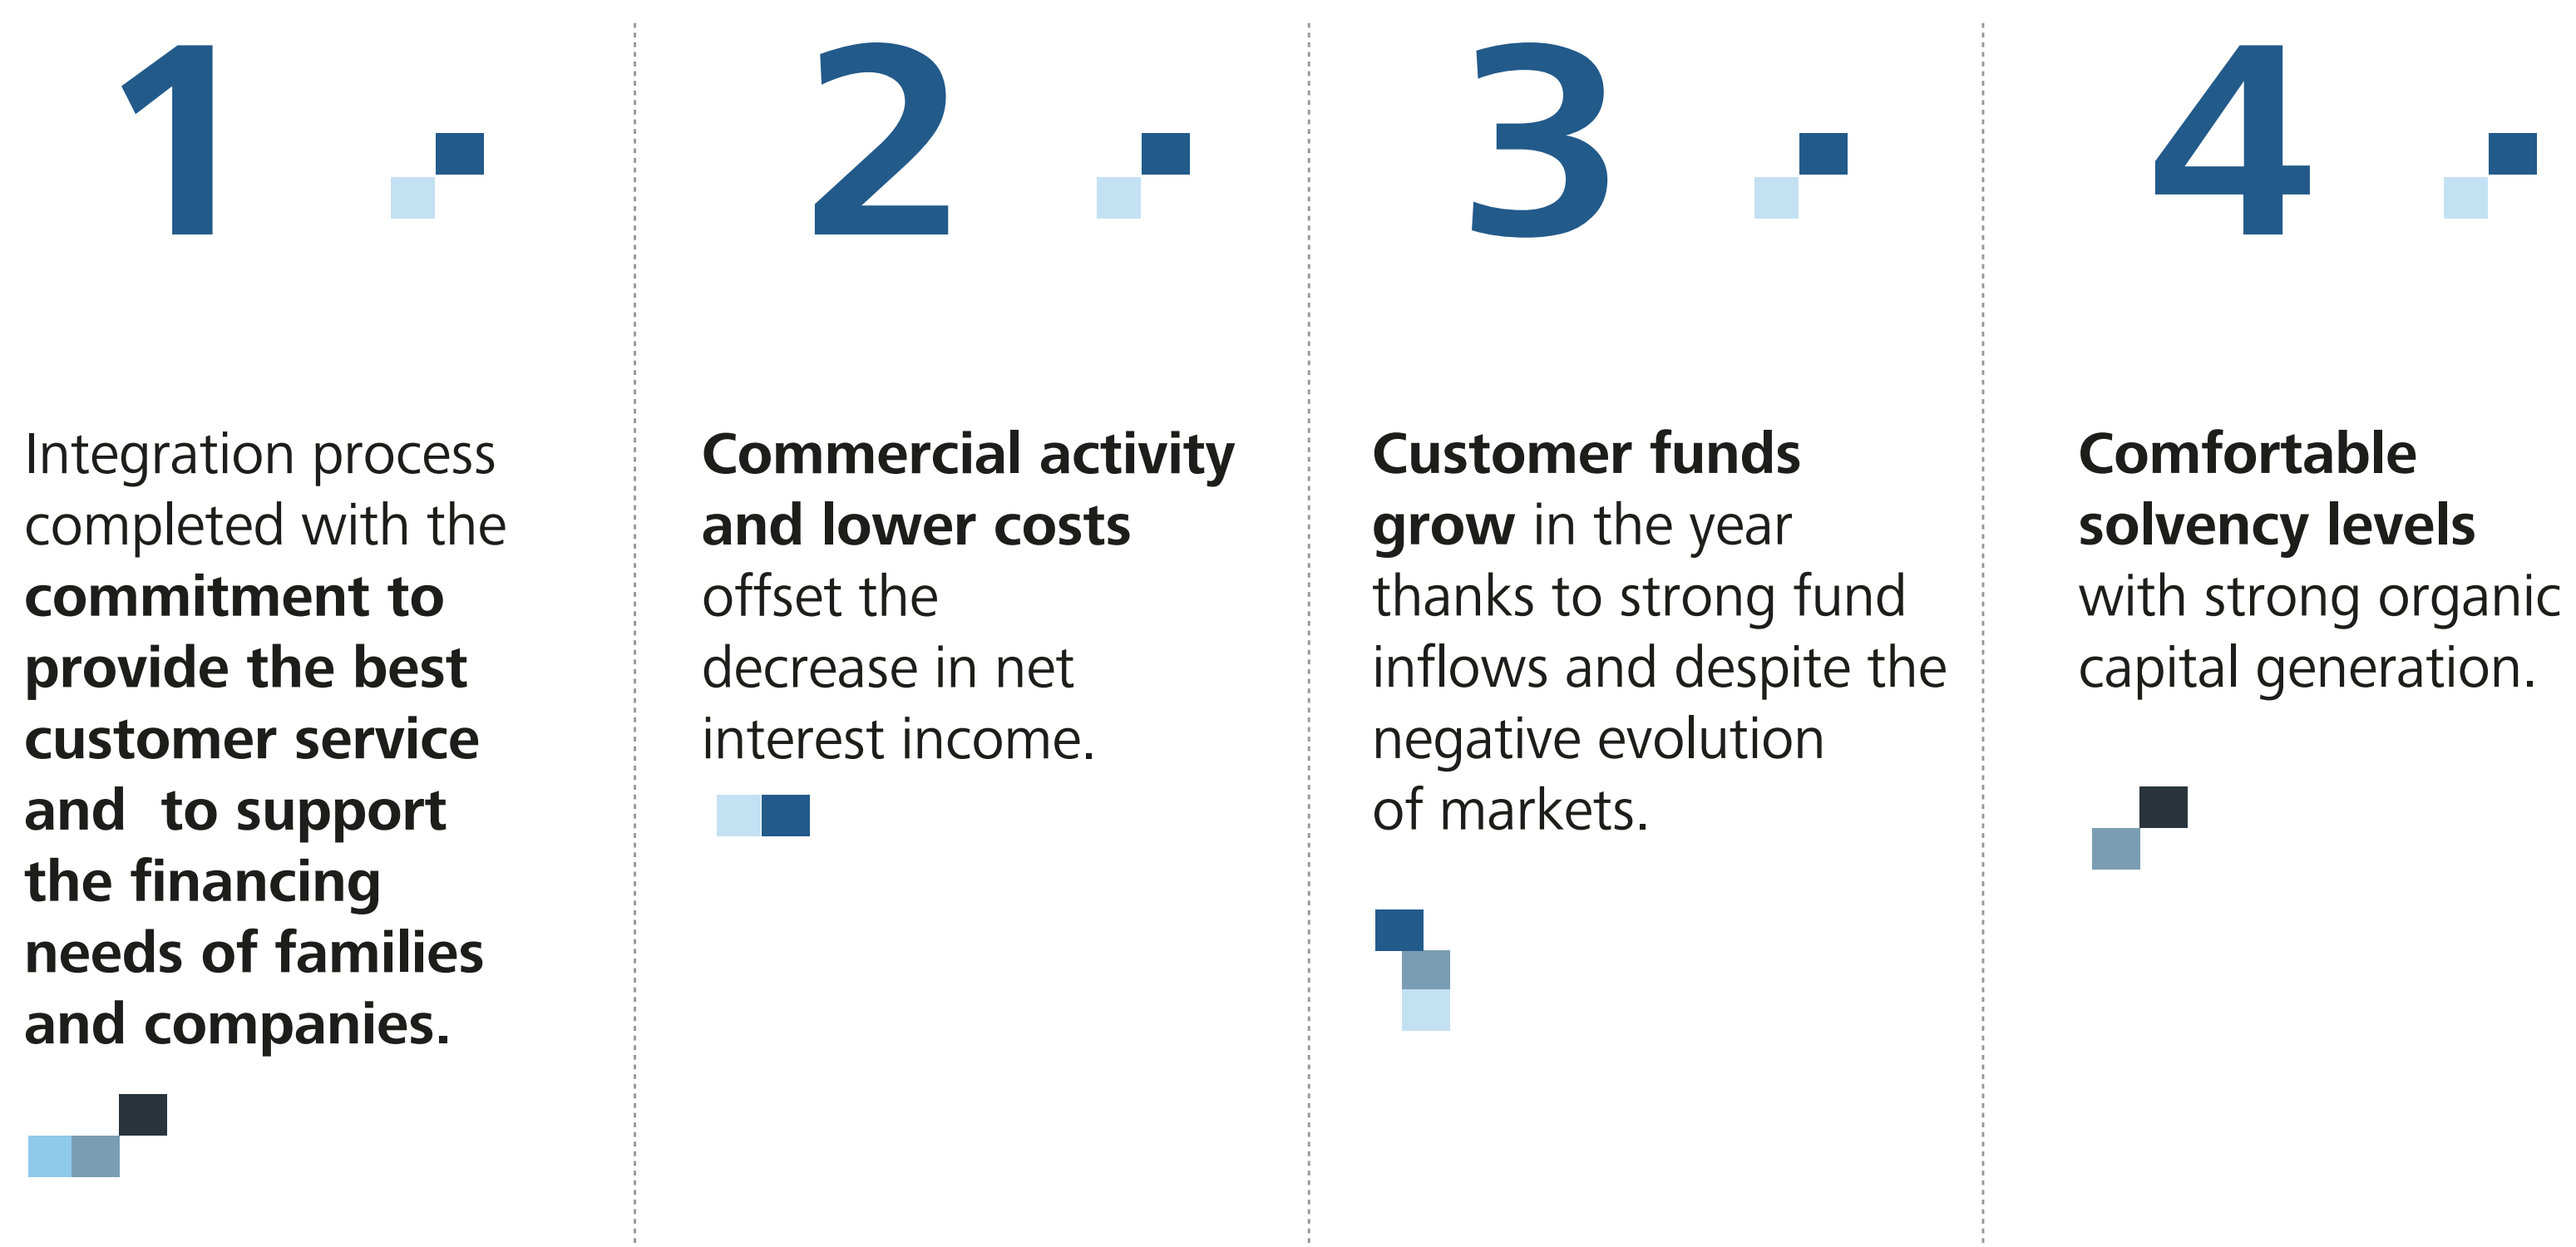 1
Integration process
completed with the
commitment to
provide the best
customer service
and  to support
the financing
needs of families
and companies.
2
Commercial activity
and lower costs
offset the
decrease in net
interest income.
3
Customer funds
grow in the year
thanks to strong fund
inflows and despite the
negative evolution
of markets.
4
Comfortable
solvency levels
with strong organic
capital generation.